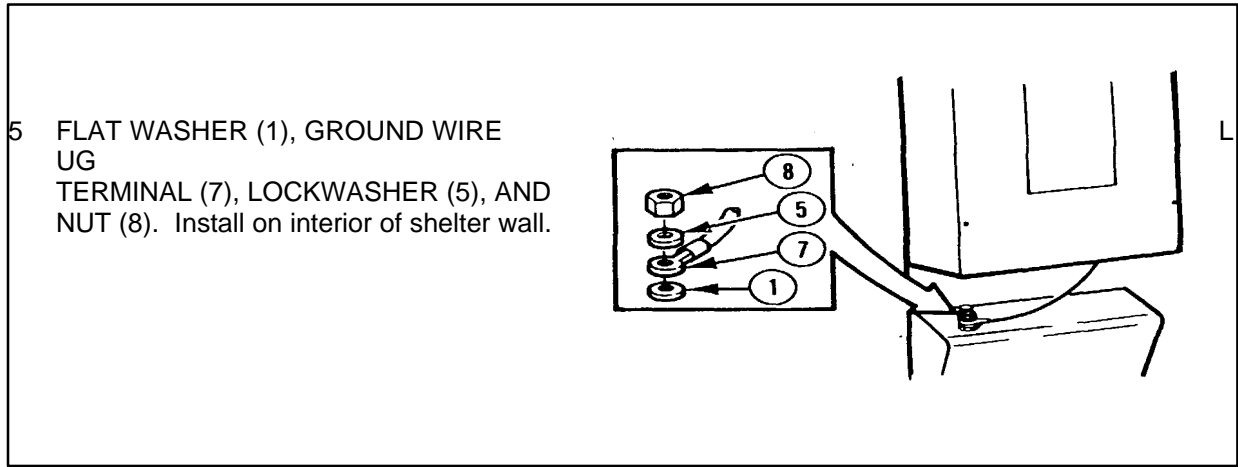 5 FLAT WASHER (1), GROUND WIRE L
UG
TERMINAL (7), LOCKWASHER (5), AND
NUT (8). Install on interior of shelter wall.
8
5
7
1